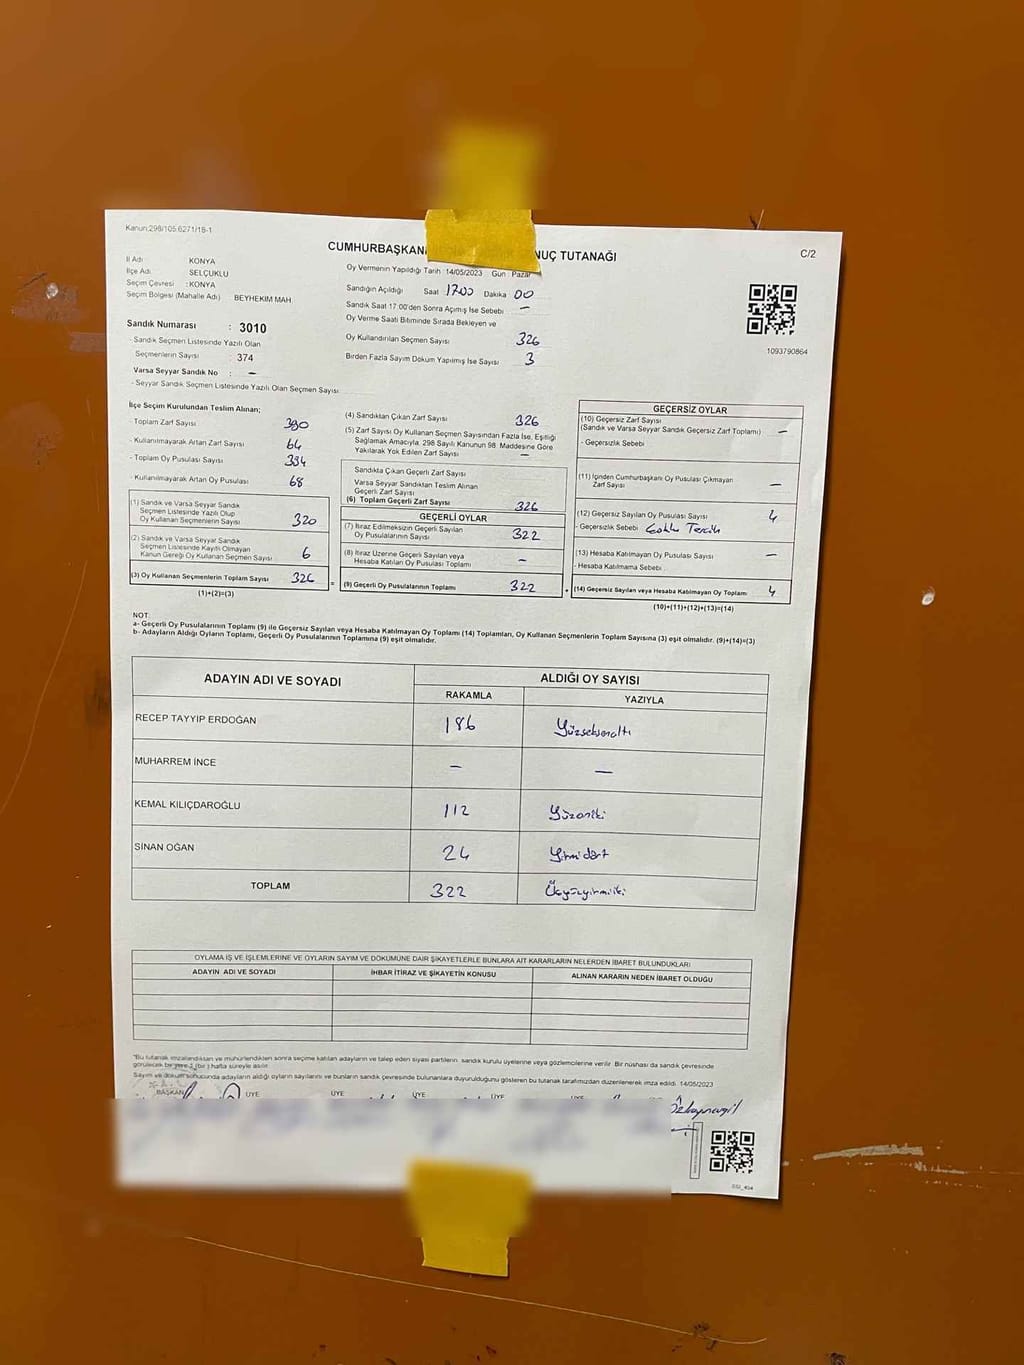 Kanun:298/105.6271/18-1
CUMHURBAŞKAN NUÇ TUTANAĞI
C/2
İl Adı : KONYA
İlçe Adı : SELÇUKLU
Seçim Çevresi : KONYA
Seçim Bölgesi (Mahalle Adı) BEYHEKİM MAH.
Sandık Numarası : 3010
- Sandık Seçmen Listesinde Yazılı Olan
Seçmenlerin Sayısı : 374
Varsa Seyyar Sandık No : -
- Seyyar Sandık Seçmen Listesinde Yazılı Olan Seçmen Sayısı
Oy Vermenin Yapıldığı Tarih :14/05/2023 Gün : Pazar
Sandığın Açıldığı Saat 17:00 Dakika 00
Sandık Saat 17:00'den Sonra Açımış İse Sebebi -
Oy Verme Saati Bitiminde Sırada Bekleyen ve
Oy Kullandırılan Seçmen Sayısı 326
Birden Fazla Sayım Döküm Yapılmış İse Sayısı 3
1093790864
İlçe Seçim Kurulundan Teslim Alınan;
- Toplam Zarf Sayısı 390
- Kullanılmayarak Artan Zarf Sayısı 64
- Toplam Oy Pusulası Sayısı 394
- Kullanılmayarak Artan Oy Pusulası 68
(1) Sandık ve Varsa Seyyar Sandık
Seçmen Listesinde Yazılı Olup
Oy Kullanan Seçmenlerin Sayısı 320
(2) Sandık ve Varsa Seyyar Sandık
Seçmen Listesinde Kayıtlı Olmayan
Kanun Gereği Oy Kullanan Seçmen Sayısı 6
(3) Oy Kullanan Seçmenlerin Toplam Sayısı 326 =
(1)+(2)=(3)
(4) Sandıktan Çıkan Zarf Sayısı 326
(5) Zarf Sayısı Oy Kullanan Seçmen Sayısından Fazla İse, Eşitliği
Sağlamak Amacıyla, 298 Sayılı Kanunun 98. Maddesine Göre
Yakılarak Yok Edilen Zarf Sayısı -
Sandıkta Çıkan Geçerli Zarf Sayısı
Varsa Seyyar Sandıktan Teslim Alınan
Geçerli Zarf Sayısı
(6) Toplam Geçerli Zarf Sayısı 326
GEÇERLİ OYLAR
(7) İtiraz Edilmeksizin Geçerli Sayılan
Oy Pusulalarının Sayısı 322
(8) İtiraz Üzerine Geçerli Sayılan veya
Hesaba Katılan Oy Pusulası Toplamı -
(9) Geçerli Oy Pusulalarının Toplamı 322 +
GEÇERSİZ OYLAR
(10) Geçersiz Zarf Sayısı
(Sandık ve Varsa Seyyar Sandık Geçersiz Zarf Toplamı) -
- Geçersizlik Sebebi
(11) İçinden Cumhurbaşkanı Oy Pusulası Çıkmayan
Zarf Sayısı -
(12) Geçersiz Sayılan Oy Pusulası Sayısı 4
- Geçersizlik Sebebi Çoklu Tercih
(13) Hesaba Katılmayan Oy Pusulası Sayısı -
- Hesaba Katılmama Sebebi :
(14) Geçersiz Sayılan veya Hesaba Katılmayan Oy Toplamı 4
(10)+(11)+(12)+(13)=(14)
NOT:
a- Geçerli Oy Pusulalarının Toplamı (9) ile Geçersiz Sayılan veya Hesaba Katılmayan Oy Toplamı (14) Toplamları, Oy Kullanan Seçmenlerin Toplam Sayısına (3) eşit olmalıdır. (9)+(14)=(3)
b- Adayların Aldığı Oyların Toplamı, Geçerli Oy Pusulalarının Toplamına (9) eşit olmalıdır.
ADAYIN ADI VE SOYADI ALDIĞI OY SAYISI
RAKAMLA YAZIYLA
RECEP TAYYİP ERDOĞAN 186 Yüzseksenaltı
MUHARREM İNCE - -
KEMAL KILIÇDAROĞLU 112 Yüzoniki
SİNAN OĞAN 24 Yirmidört
TOPLAM 322 Üçyüzyirmiiki
OYLAMA İŞ VE İŞLEMLERİNE VE OYLARIN SAYIM VE DÖKÜMÜNE DAİR ŞİKAYETLERLE BUNLARA AİT KARARLARIN NELERDEN İBARET BULUNDUKLARI
ADAYIN ADI VE SOYADI İHBAR İTİRAZ VE ŞİKAYETİN KONUSU ALINAN KARARIN NEDEN İBARET OLDUĞU
*Bu tutanak imzalandıktan ve mühürlendikten sonra seçime katılan adayların ve talep eden siyasi partilerin sandık kurulu üyelerine veya gözlemcilerine verilir. Bir nüshası da sandık çevresinde
görülecek bir yere 1 (bir) hafta süreyle asılır.
Sayım ve döküm sonucunda adayların aldığı oyların sayılarını ve bunların sandık çevresinde bulunanlara duyurulduğunu gösteren bu tutanak tarafımızdan düzenlenerek imza edildi. 14/05/2023
BAŞKAN ÜYE ÜYE ÜYE ÜYE